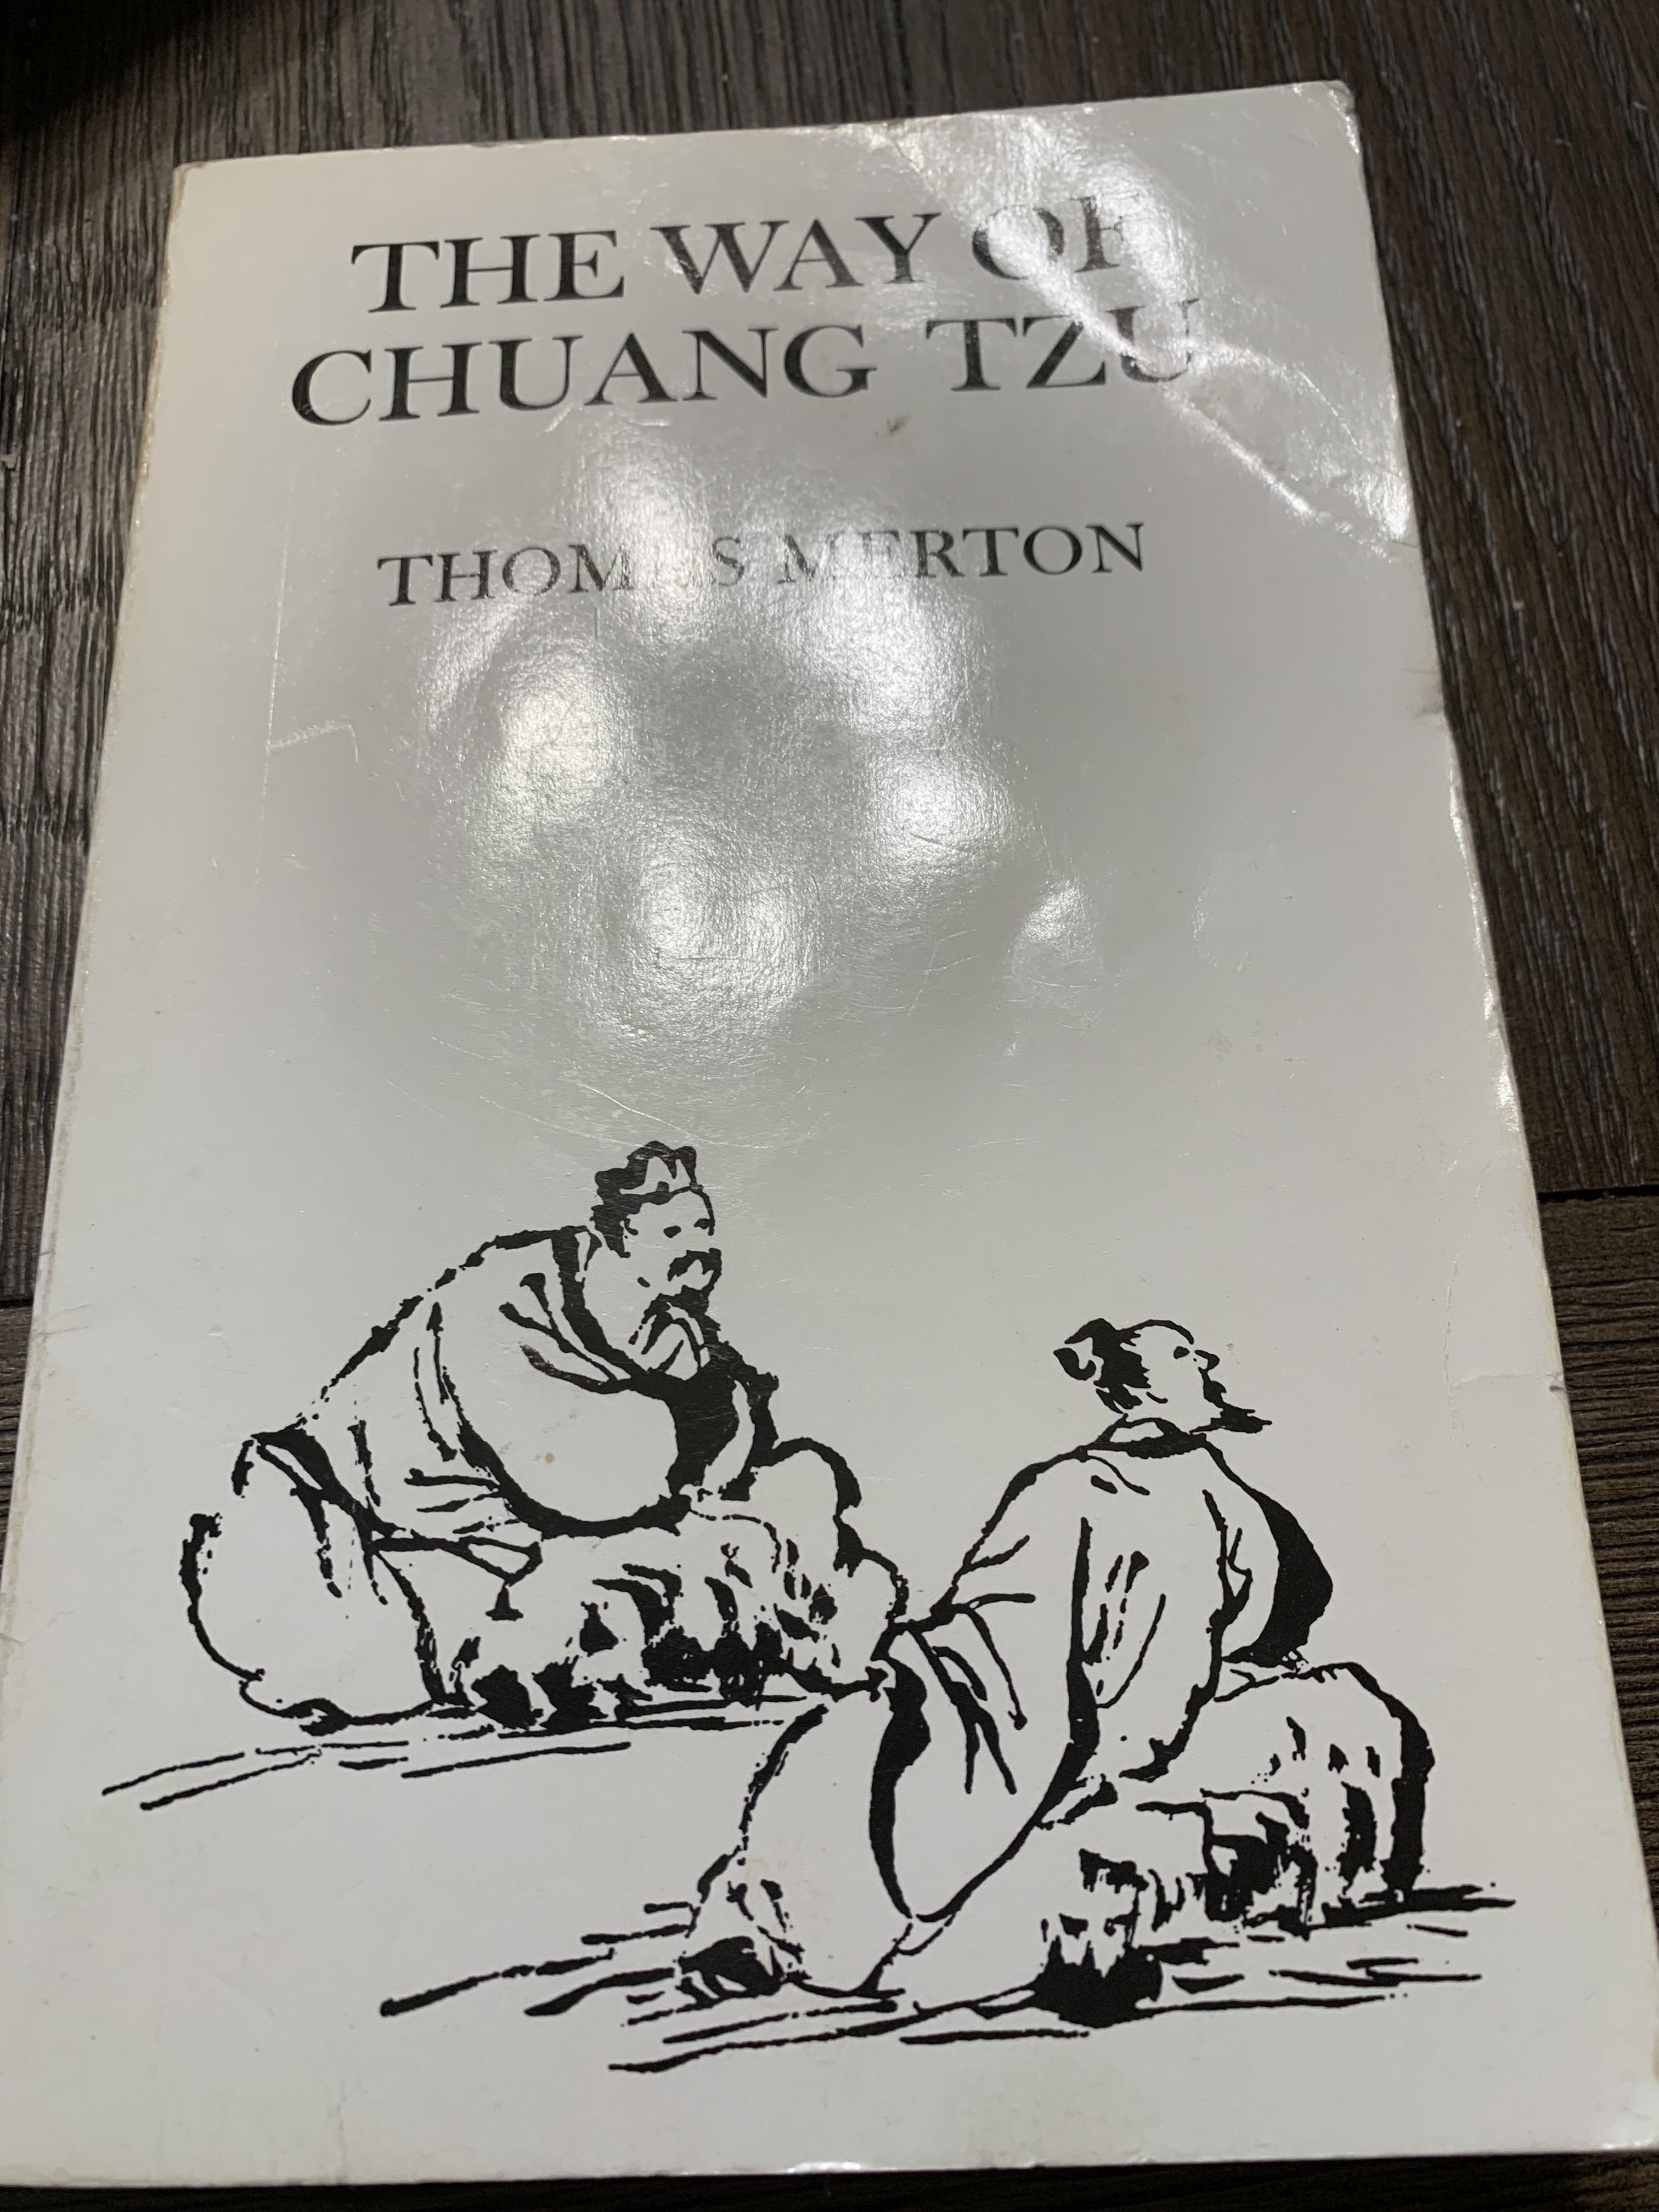 THE WAY OF
CHUANG TZU
THOMAS MERTON